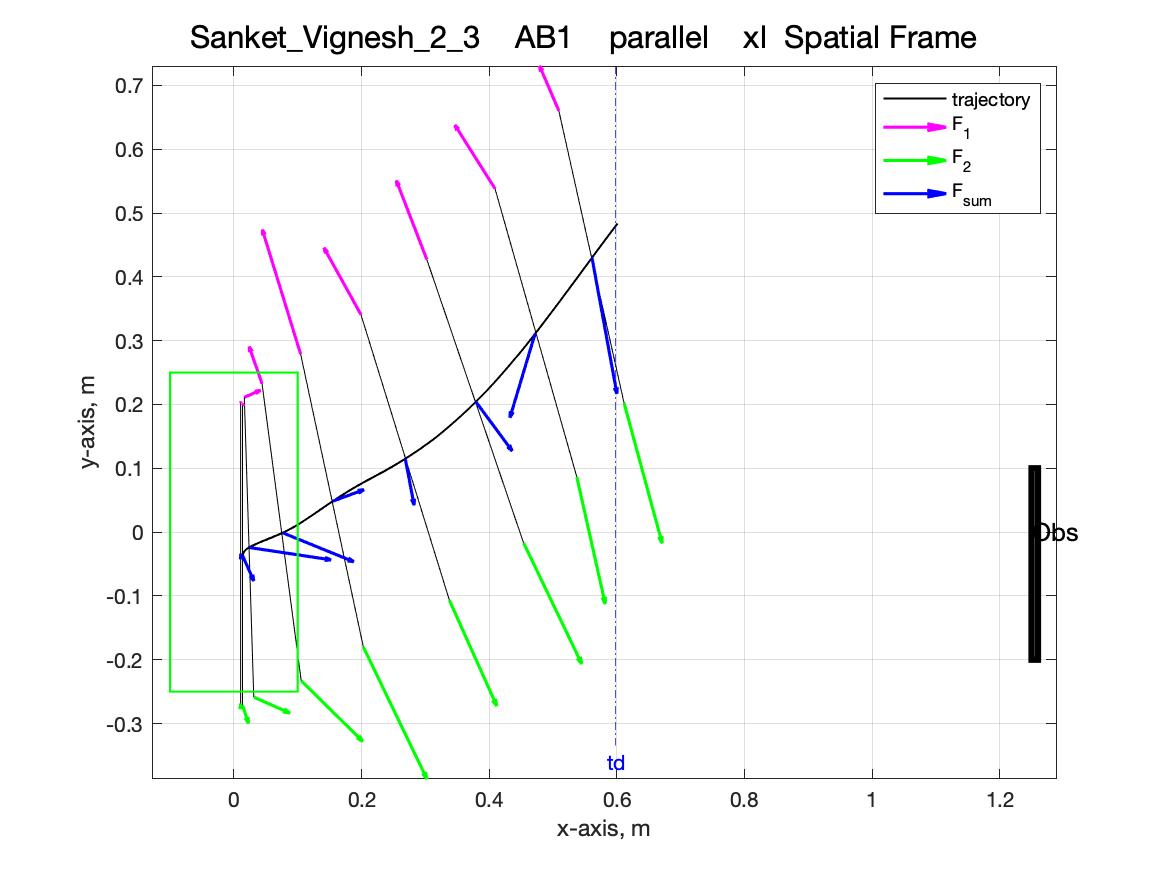 Sanket_Vignesh_2_3 AB1 parallel xl Spatial Frame
trajectory
F1
F2
Fsum
0.7
0.6
0.5
0.4
0.3
0.2
0.1
0
-0.1
-0.2
-0.3
y-axis, m
Obs
td
0 0.2 0.4 0.6 0.8 1 1.2
x-axis, m